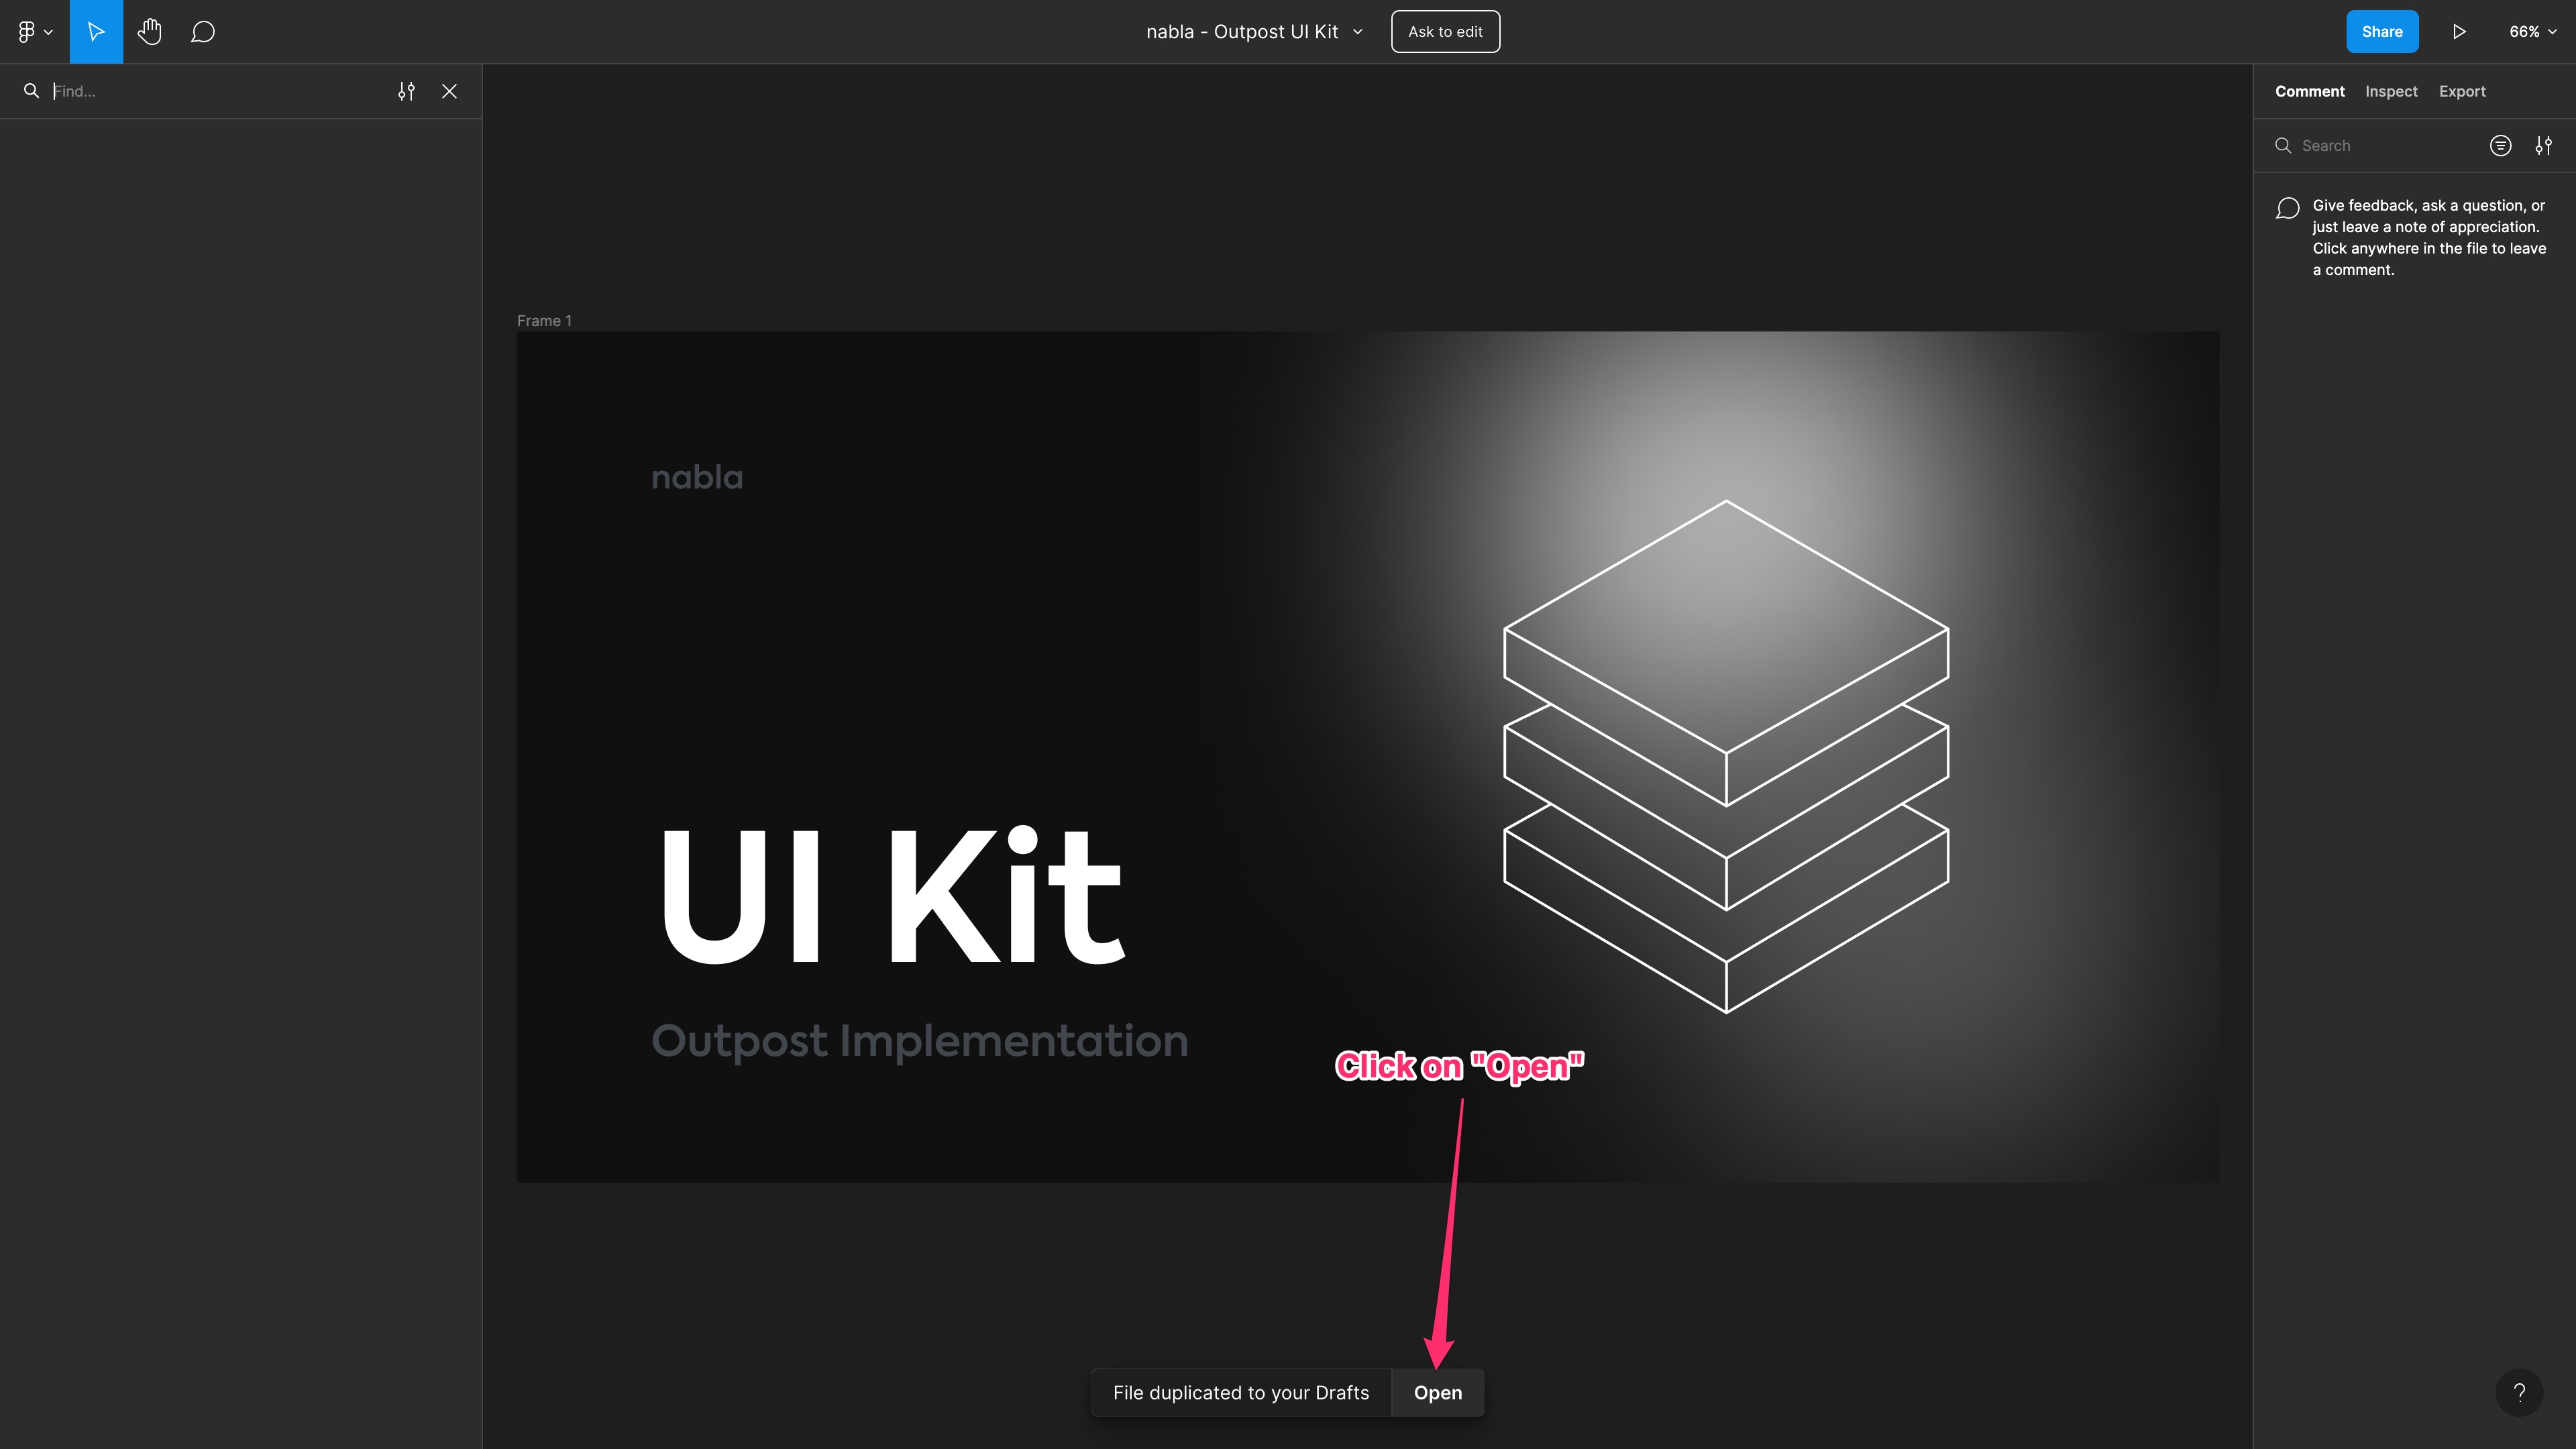 nabla - Outpost UI Kit
Ask to edit
Share
66%
Find...
Comment Inspect Export
Search
Give feedback, ask a question, or
just leave a note of appreciation.
Click anywhere in the file to leave
a comment.
Frame 1
nabla
UI Kit
Outpost Implementation
Click on "Open"
File duplicated to your Drafts
Open
?